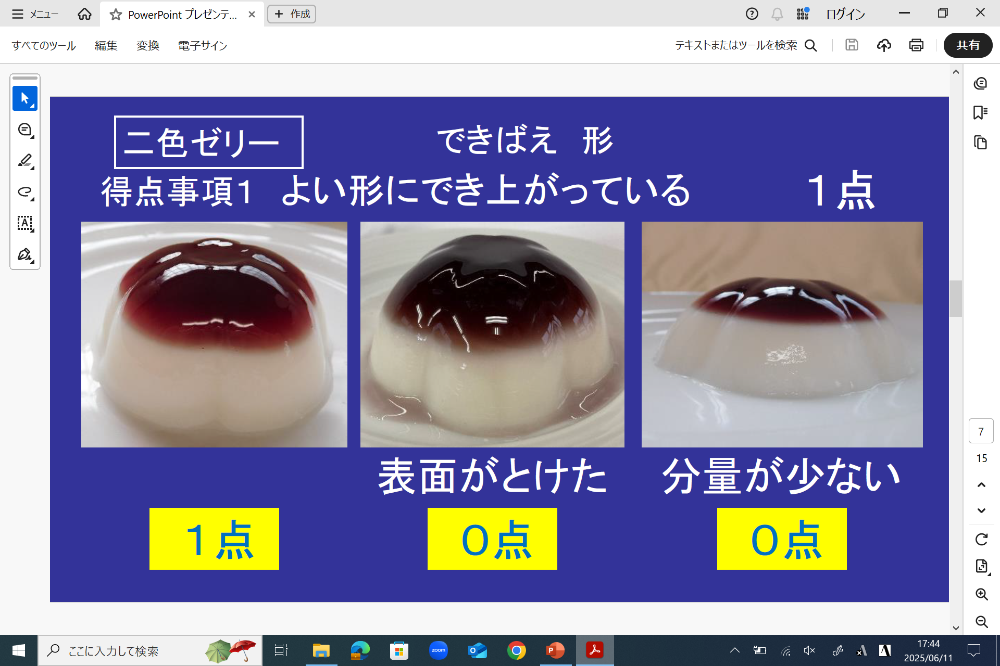 メニュー
PowerPoint プレゼンテ...
作成
ログイン
すべてのツール
編集
変換
電子サイン
テキストまたはツールを検索
共有
二色ゼリー
できばえ 形
得点事項1 よい形にでき上がっている 1点
表面がとけた
分量が少ない
1点
0点
0点
7
15
ここに入力して検索
zoom
17:44
2025/06/11